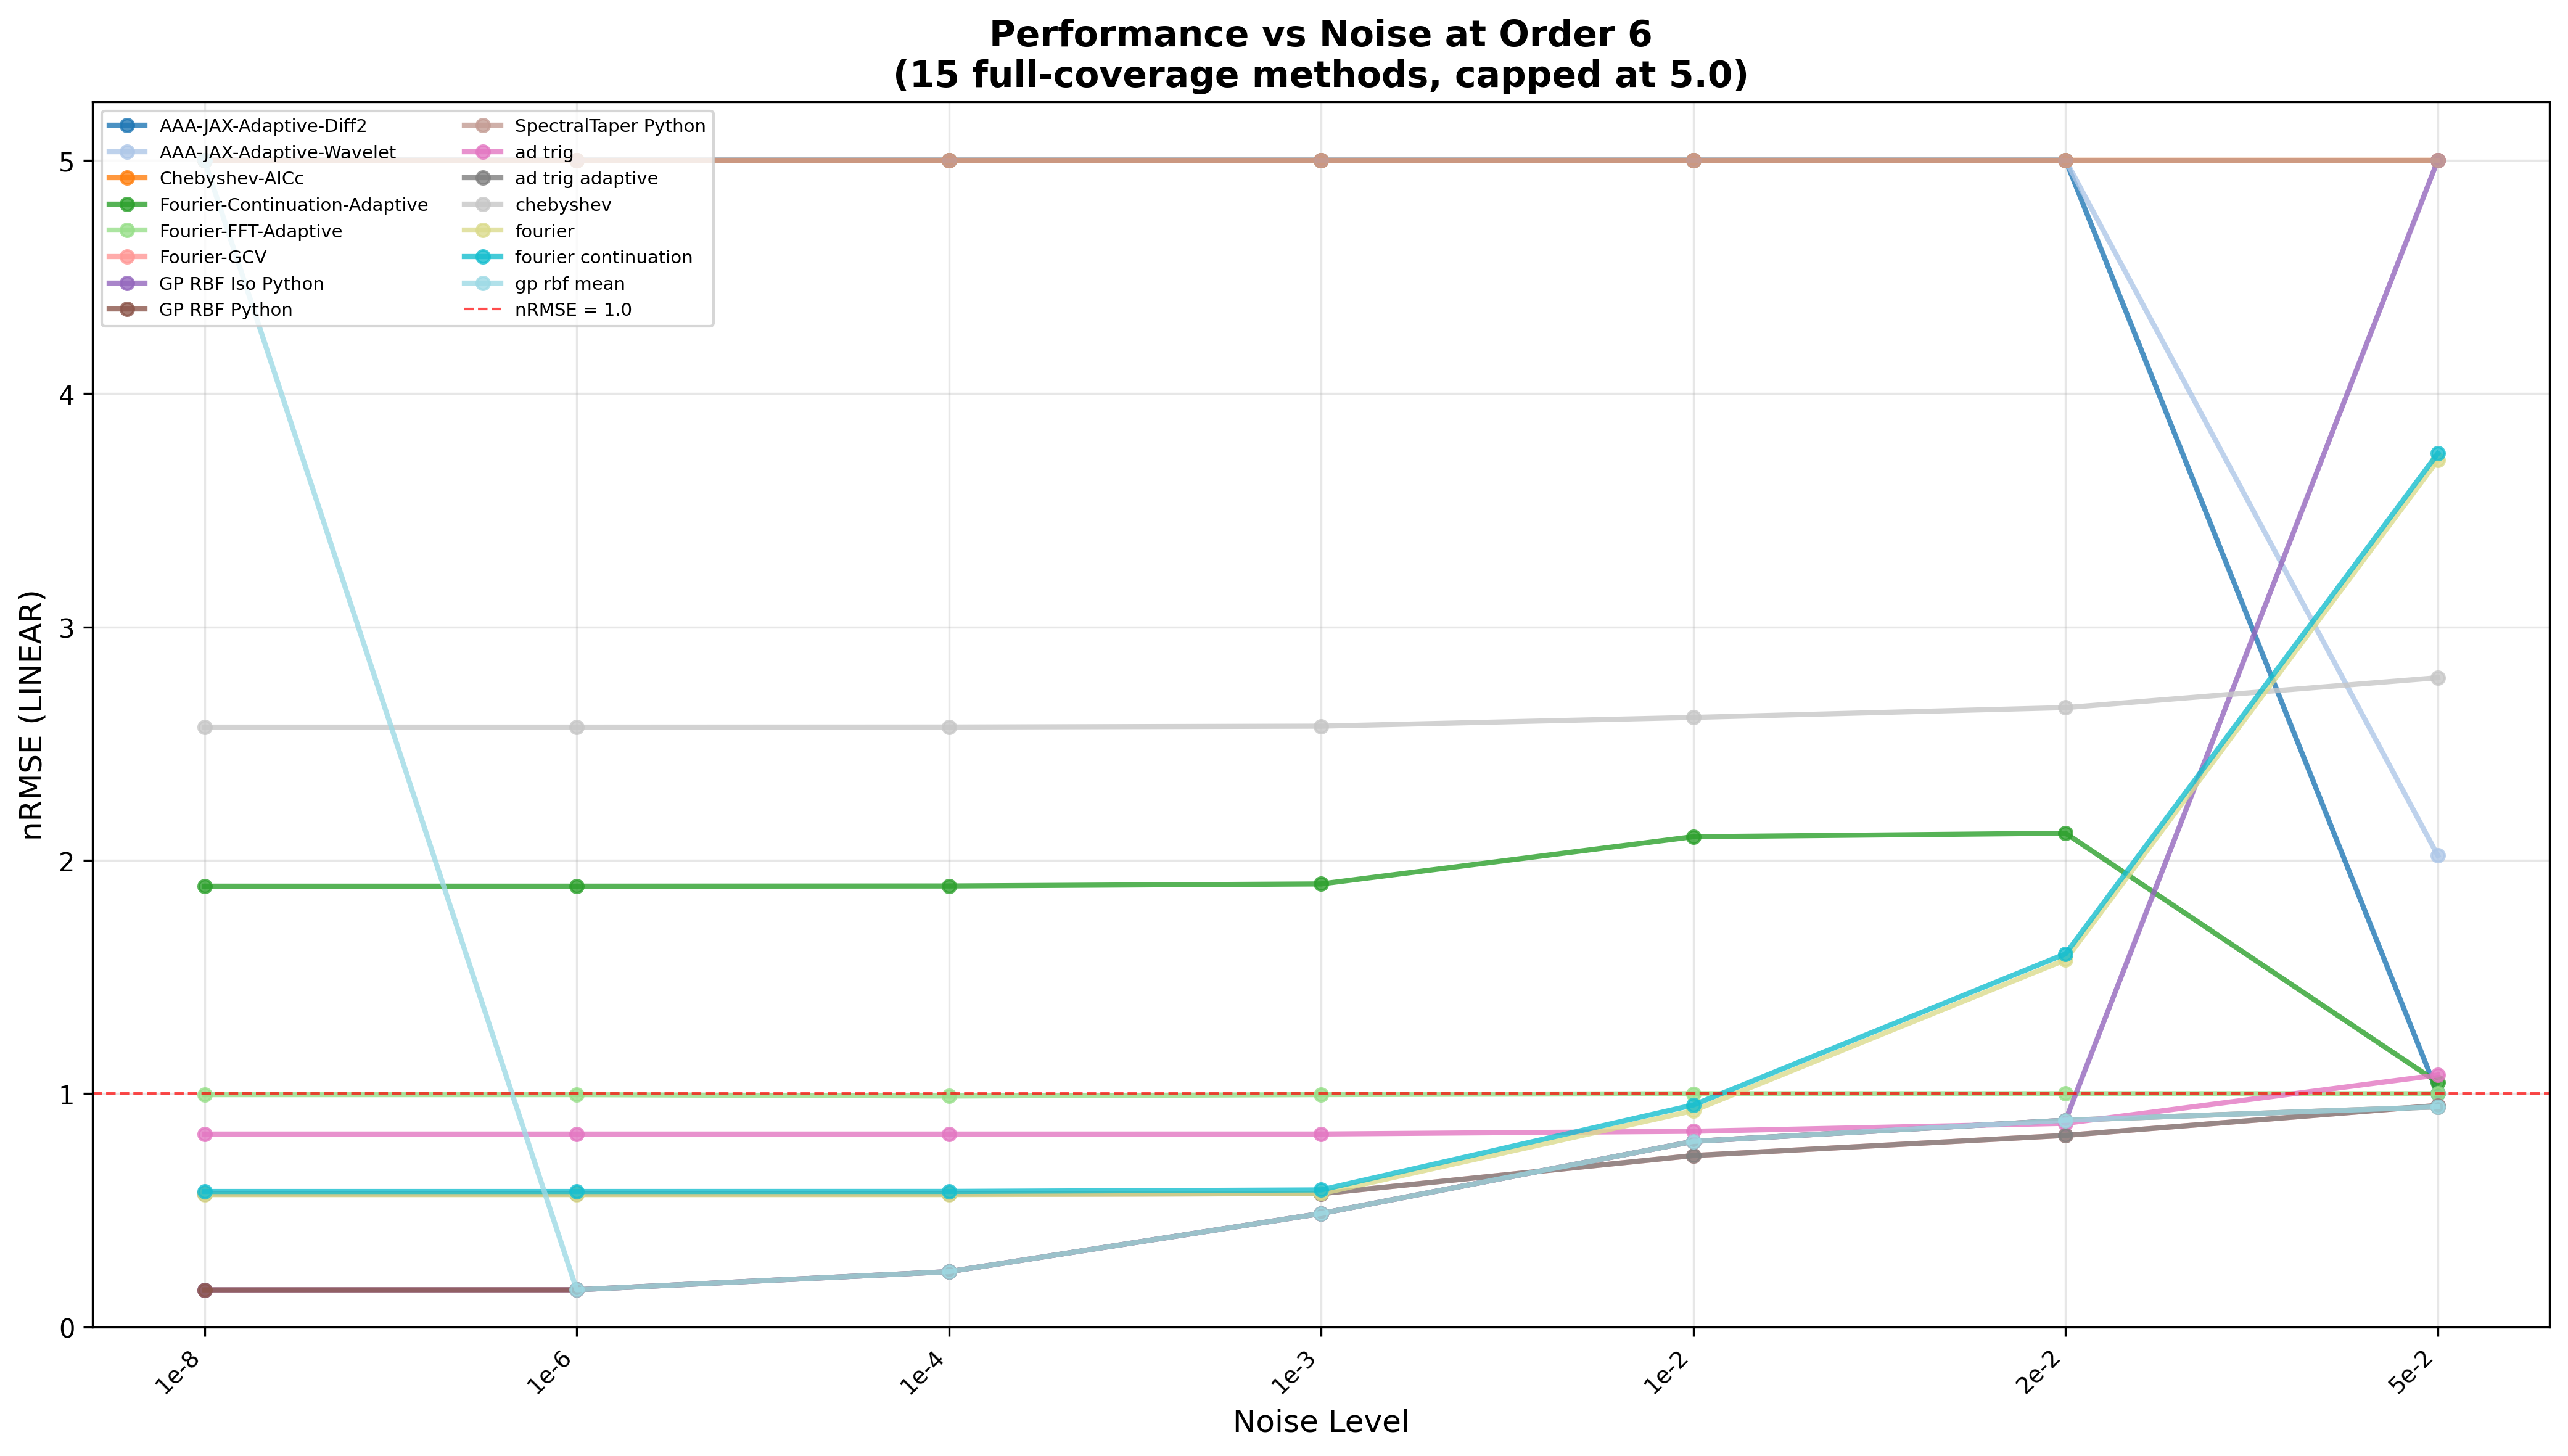 Performance vs Noise at Order 6
(15 full-coverage methods, capped at 5.0)
AAA-JAX-Adaptive-Diff2
AAA-JAX-Adaptive-Wavelet
Chebyshev-AICc
Fourier-Continuation-Adaptive
Fourier-FFT-Adaptive
Fourier-GCV
GP RBF Iso Python
GP RBF Python
SpectralTaper Python
ad trig
ad trig adaptive
chebyshev
fourier
fourier continuation
gp rbf mean
nRMSE = 1.0
nRMSE (LINEAR)
5
4
3
2
1
0
1e-8
1e-6
1e-4
1e-3
1e-2
2e-2
5e-2
Noise Level